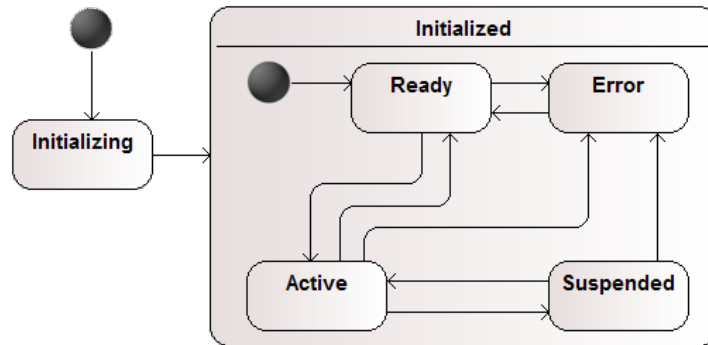 Initialized
Ready
Error
Initializing
Active
Suspended